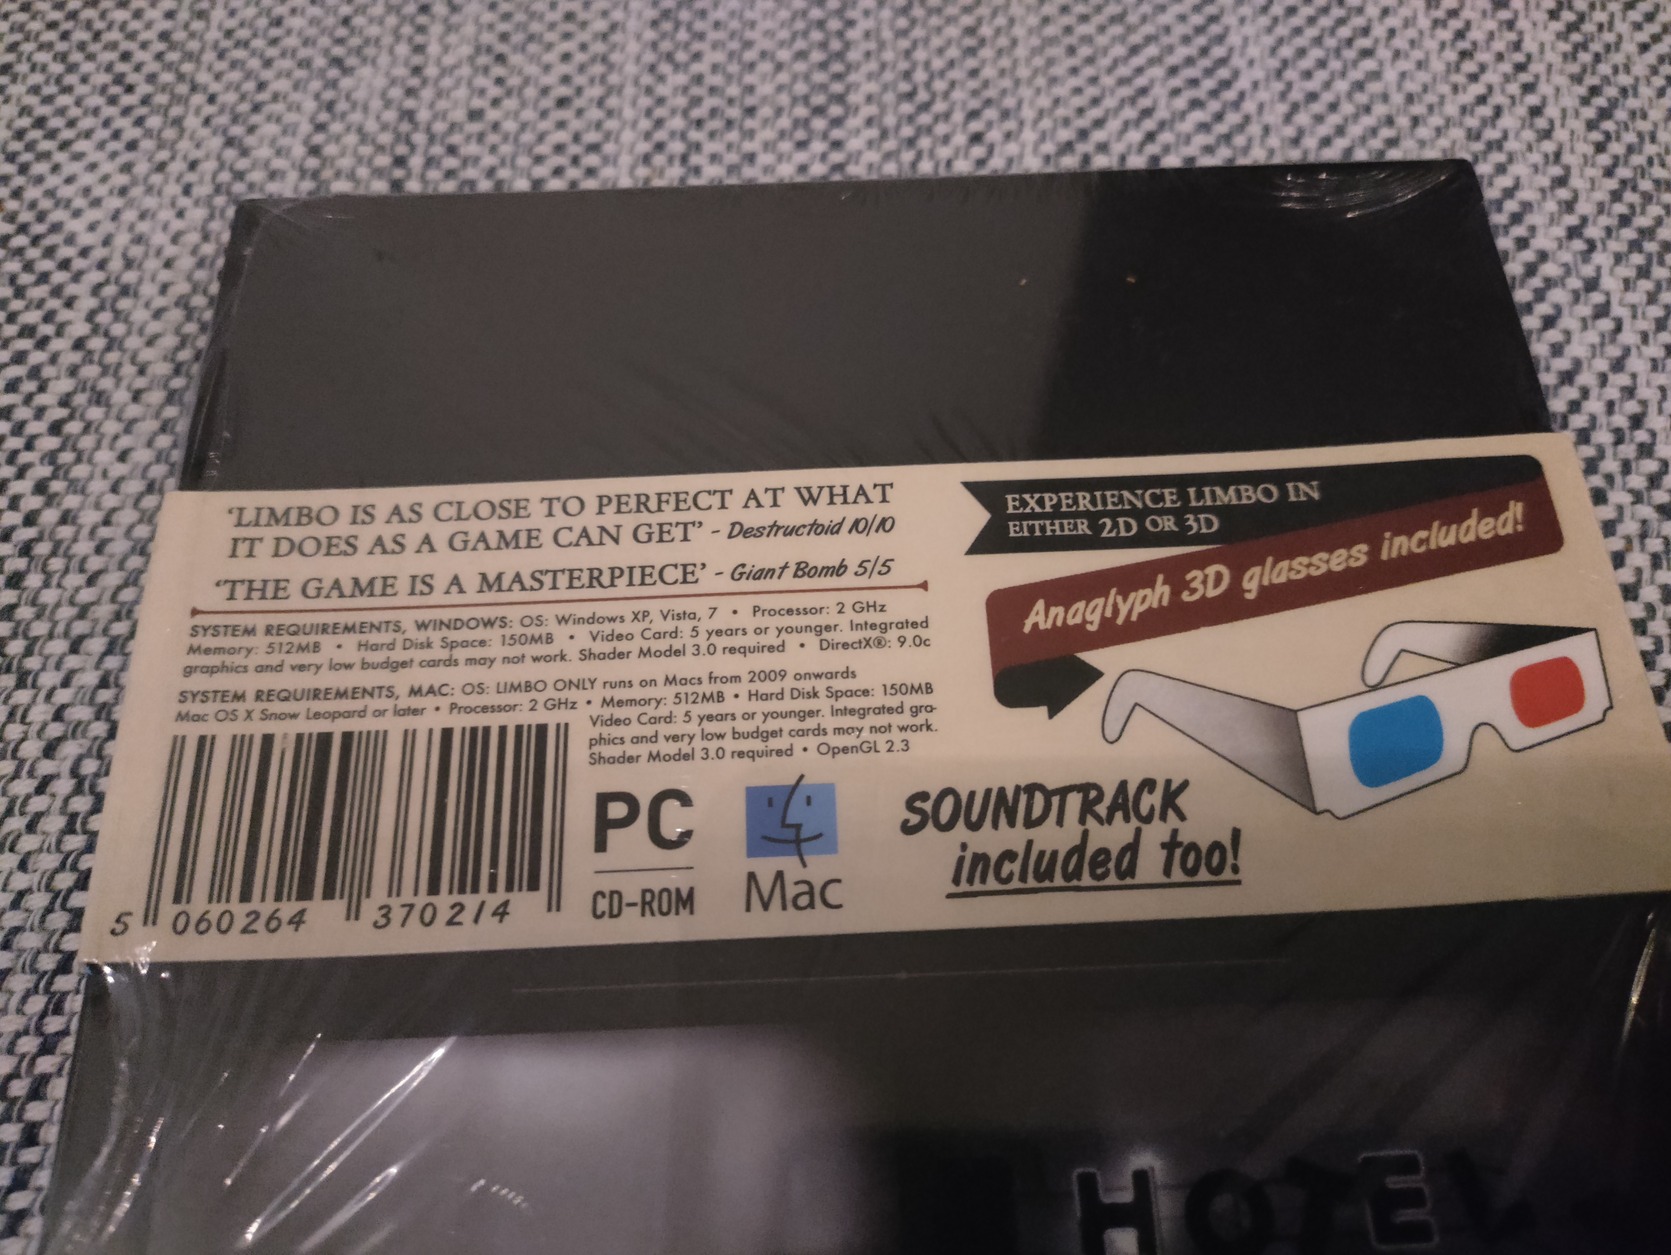 'LIMBO IS AS CLOSE TO PERFECT AT WHAT
IT DOES AS A GAME CAN GET' - Destructoid 10/10
'THE GAME IS A MASTERPIECE' - Giant Bomb 5/5
SYSTEM REQUIREMENTS, WINDOWS: OS: Windows XP, Vista, 7 • Processor: 2 GHz
Memory: 512MB • Hard Disk Space: 150MB • Video Card: 5 years or younger. Integrated
graphics and very low budget cards may not work. Shader Model 3.0 required • DirectX®: 9.0c
SYSTEM REQUIREMENTS, MAC: OS: LIMBO ONLY runs on Macs from 2009 onwards
Mac OS X Snow Leopard or later • Processor: 2 GHz • Memory: 512MB • Hard Disk Space: 150MB
Video Card: 5 years or younger. Integrated gra-
phics and very low budget cards may not work.
Shader Model 3.0 required • OpenGL 2.3
5 060264 370214
PC
CD-ROM
Mac
EXPERIENCE LIMBO IN
EITHER 2D OR 3D
Anaglyph 3D glasses included!
SOUNDTRACK
included too!
HOTEL